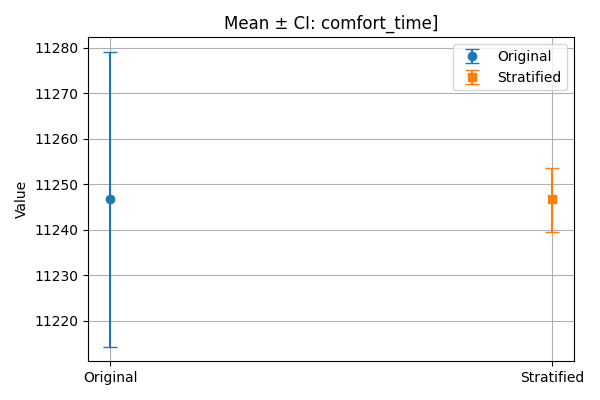 Mean ± CI: comfort_time]
Original
Stratified
11280
11270
11260
11250
11240
11230
11220
Value
Original
Stratified